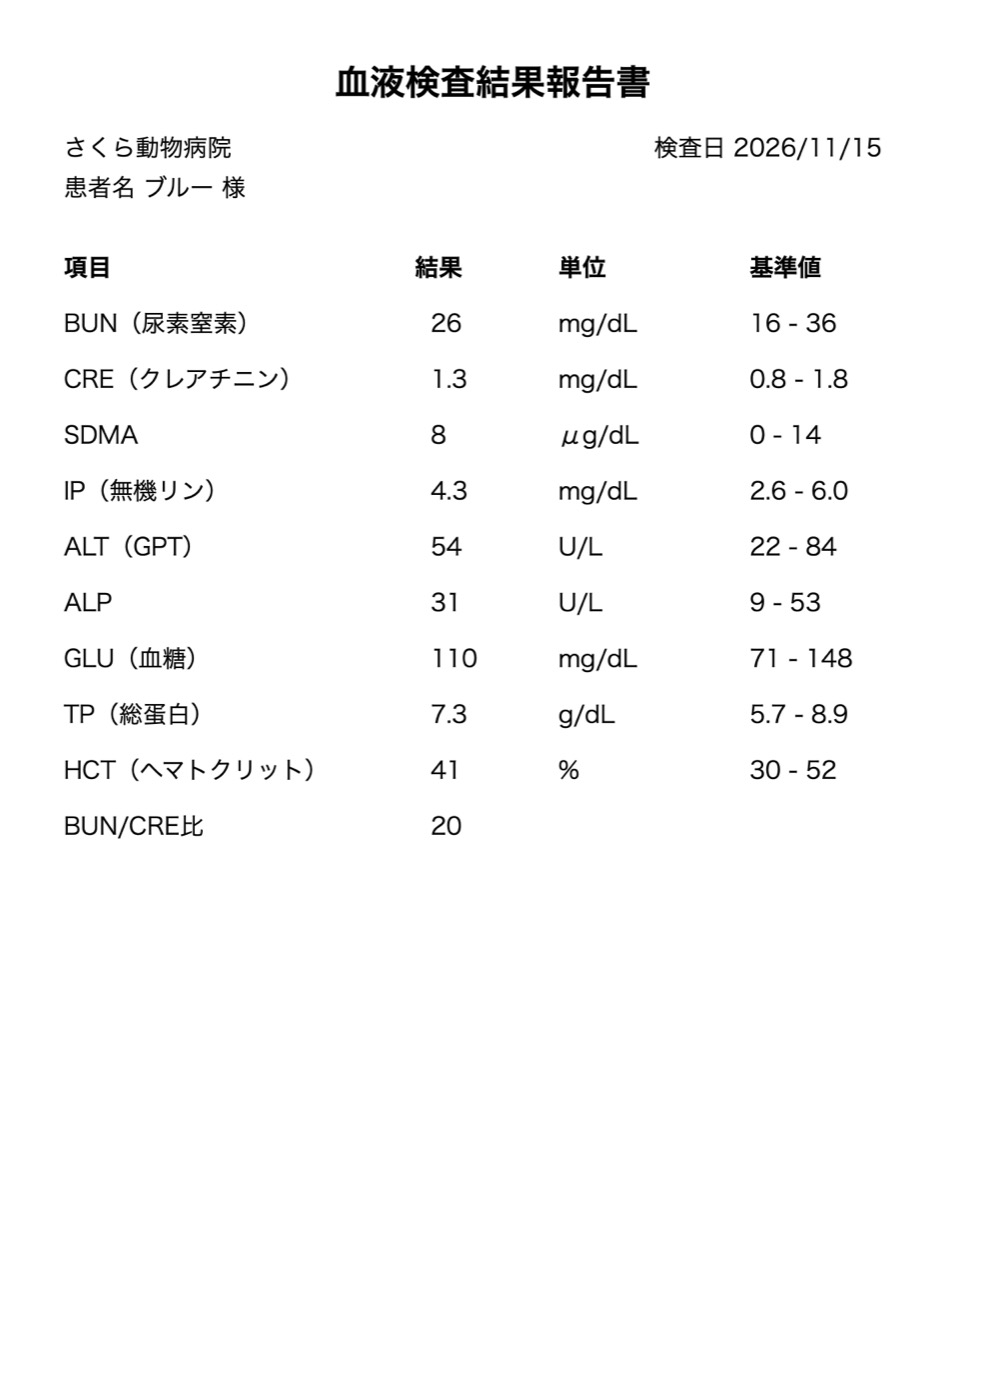 血液検査結果報告書
さくら動物病院 検査日 2026/11/15
患者名 ブルー 様
項目 結果 単位 基準値
BUN（尿素窒素） 26 mg/dL 16 - 36
CRE（クレアチニン） 1.3 mg/dL 0.8 - 1.8
SDMA 8 μg/dL 0 - 14
IP（無機リン） 4.3 mg/dL 2.6 - 6.0
ALT（GPT） 54 U/L 22 - 84
ALP 31 U/L 9 - 53
GLU（血糖） 110 mg/dL 71 - 148
TP（総蛋白） 7.3 g/dL 5.7 - 8.9
HCT（ヘマトクリット） 41 % 30 - 52
BUN/CRE比 20